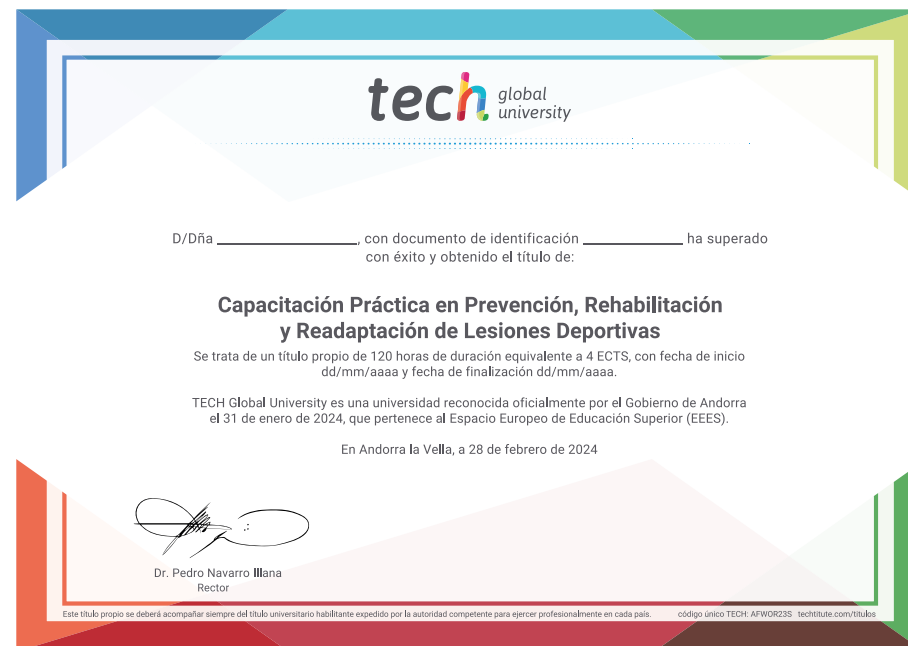 tech global university
D/Dña ____________________, con documento de identificación ______________ ha superado
con éxito y obtenido el título de:
Capacitación Práctica en Prevención, Rehabilitación
y Readaptación de Lesiones Deportivas
Se trata de un título propio de 120 horas de duración equivalente a 4 ECTS, con fecha de inicio
dd/mm/aaaa y fecha de finalización dd/mm/aaaa.
TECH Global University es una universidad reconocida oficialmente por el Gobierno de Andorra
el 31 de enero de 2024, que pertenece al Espacio Europeo de Educación Superior (EEES).
En Andorra la Vella, a 28 de febrero de 2024
Dr. Pedro Navarro Illana
Rector
Este título propio se deberá acompañar siempre del título universitario habilitante expedido por la autoridad competente para ejercer profesionalmente en cada país. código único TECH: AFWOR23S techtitute.com/titulos